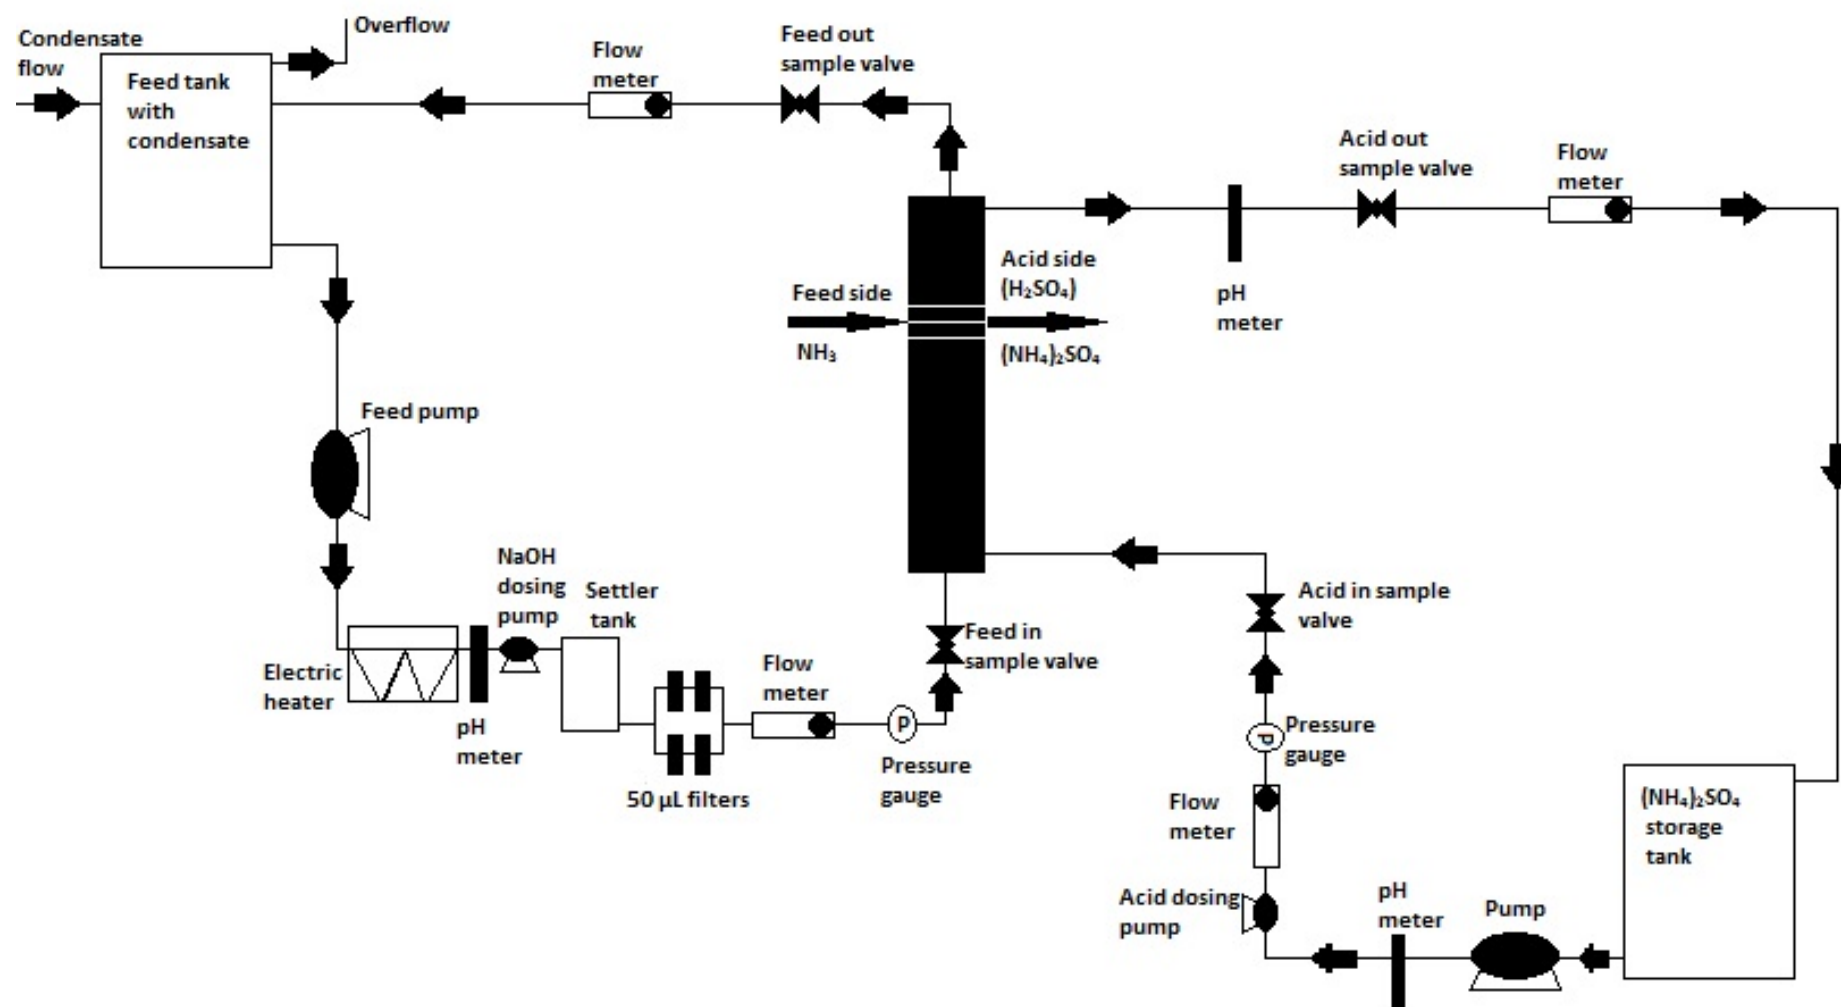 Overflow
Condensate
flow
Feed tank
with
condensate
Flow
meter
Feed out
sample valve
Acid out
sample valve
Flow
meter
Feed side
NH₃
Acid side
(H₂SO₄)
(NH₄)₂SO₄
pH
meter
Feed pump
NaOH
dosing
pump
Settler
tank
Electric
heater
pH
meter
50 µL filters
Flow
meter
P
Pressure
gauge
Feed in
sample valve
Acid in sample
valve
P
Pressure
gauge
Flow
meter
Acid dosing
pump
pH
meter
Pump
(NH₄)₂SO₄
storage
tank